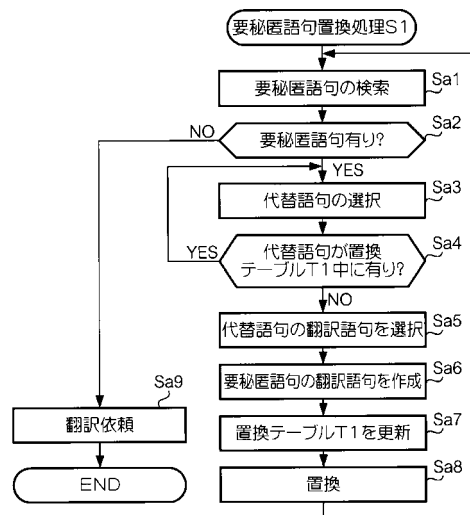 要秘匿語句置換処理S1
Sa1
要秘匿語句の検索
Sa2
NO
要秘匿語句有り?
YES
Sa3
代替語句の選択
Sa4
YES
代替語句が置換
テーブルT1中に有り?
NO
Sa5
代替語句の翻訳語句を選択
Sa6
要秘匿語句の翻訳語句を作成
Sa9
Sa7
翻訳依頼
置換テーブルT1を更新
Sa8
END
置換